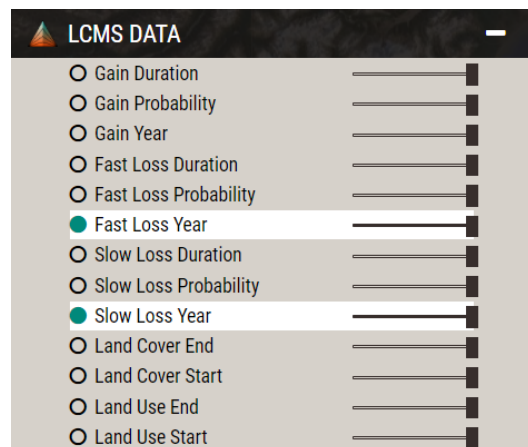 LCMS DATA
Gain Duration
Gain Probability
Gain Year
Fast Loss Duration
Fast Loss Probability
Fast Loss Year
Slow Loss Duration
Slow Loss Probability
Slow Loss Year
Land Cover End
Land Cover Start
Land Use End
Land Use Start